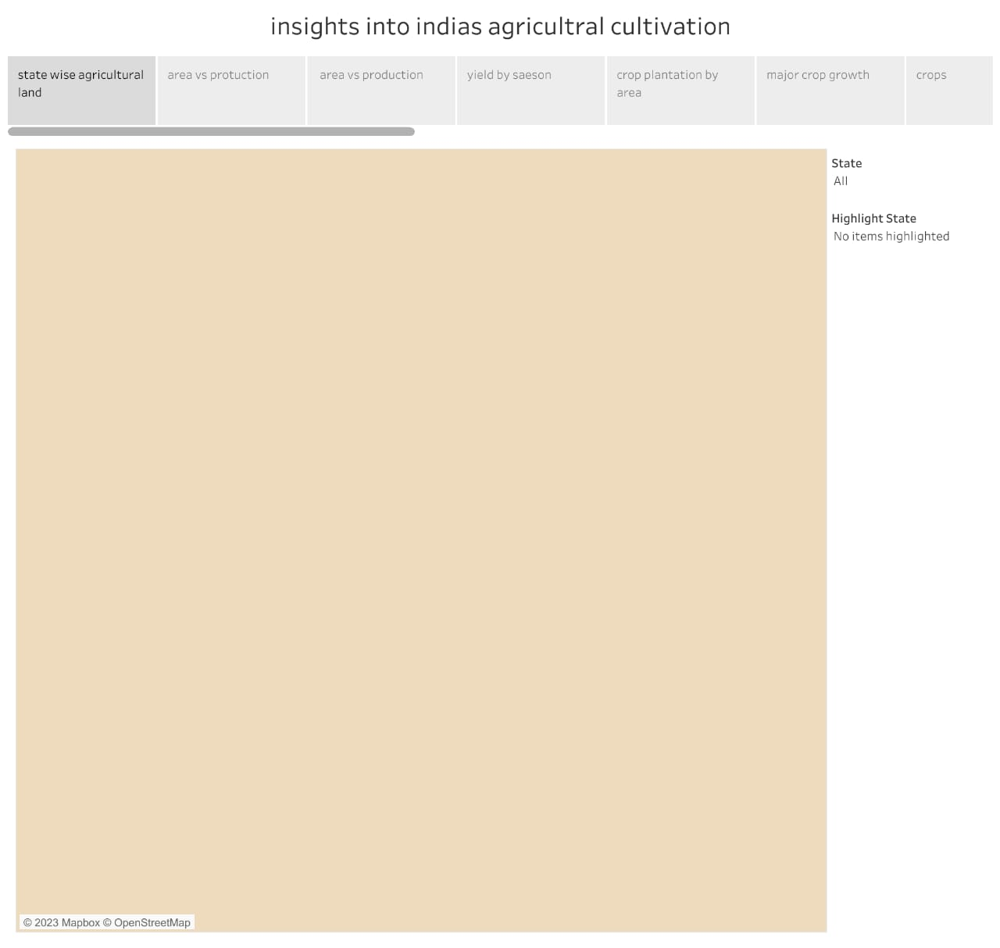 insights into indias agricultral cultivation
state wise agricultural
land
area vs protuction
area vs production
yield by saeson
crop plantation by
area
major crop growth
crops
State
All
Highlight State
No items highlighted
© 2023 Mapbox © OpenStreetMap